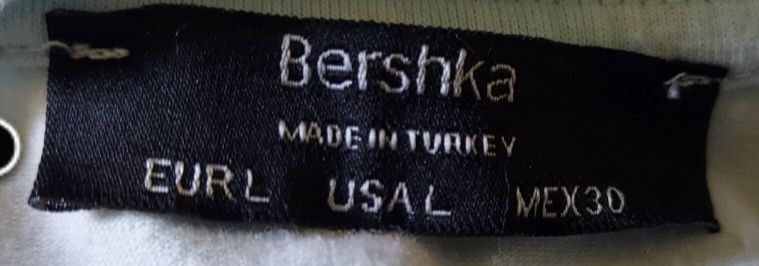 Bershka
MADE IN TURKEY
EUR L USA L MEX 30